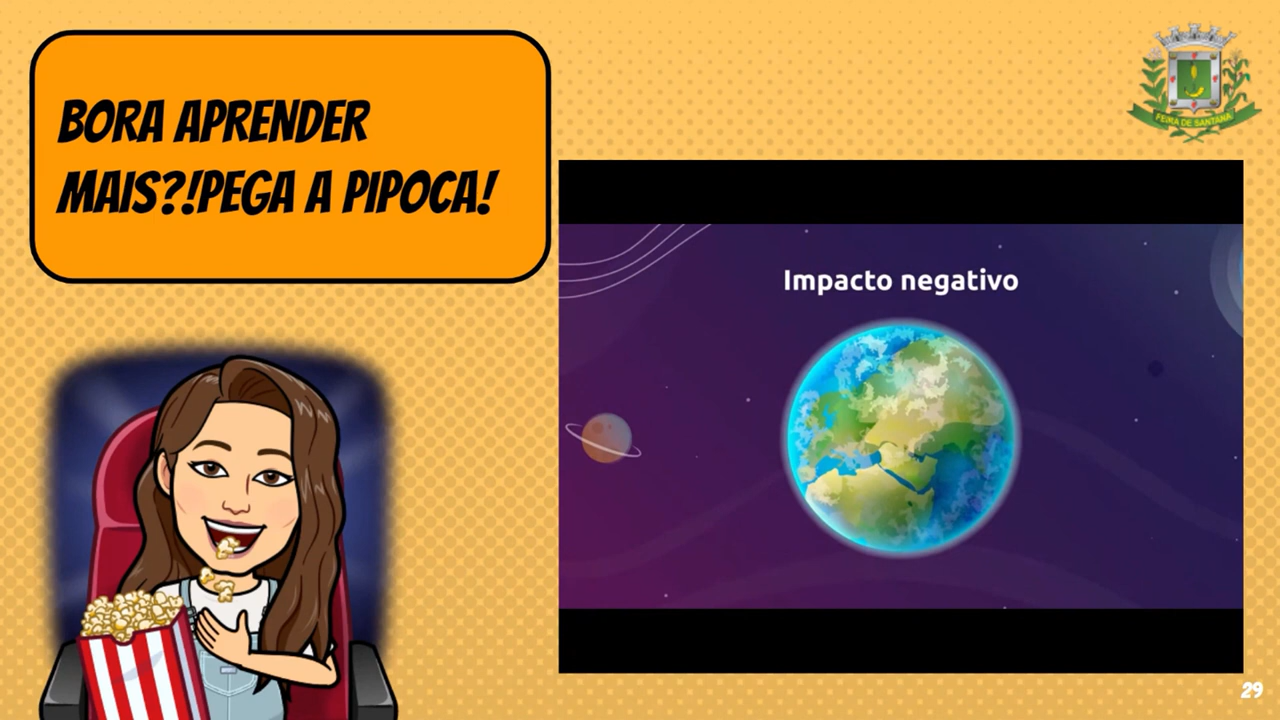 BORA APRENDER
MAIS?!PEGA A PIPOCA!
FEIRA DE SANTANA
Impacto negativo
29